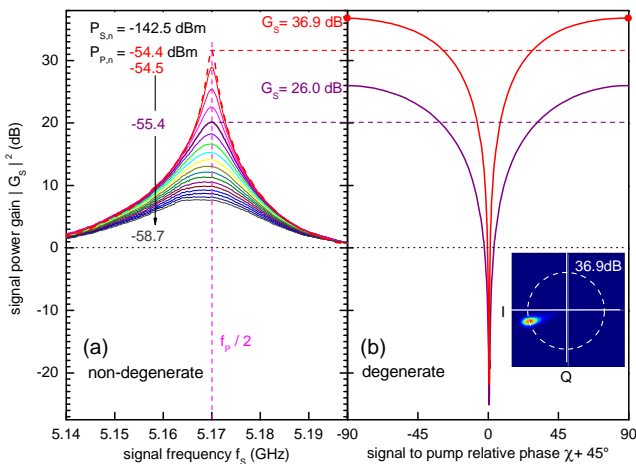 P_S,n = -142.5 dBm
P_P,n = -54.4 dBm
-54.5
-55.4
-58.7
G_S = 36.9 dB
G_S = 26.0 dB
30
20
10
0
-10
-20
signal power gain | G_S |²  (dB)
(a)
non-degenerate
f_P / 2
(b)
degenerate
36.9dB
I
Q
5.14 5.15 5.16 5.17 5.18 5.19 -90 -45 0 45 90
signal frequency f_S (GHz)
signal to pump relative phase χ+ 45°